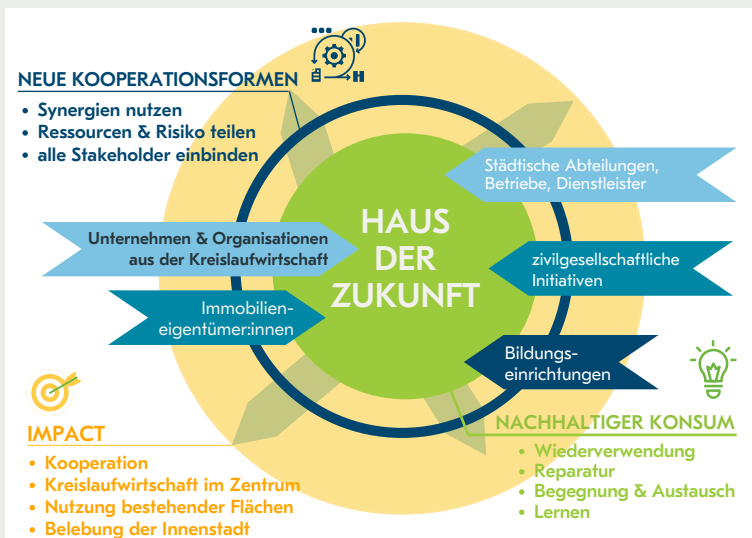 NEUE KOOPERATIONSFORMEN
• Synergien nutzen
• Ressourcen & Risiko teilen
• alle Stakeholder einbinden
Städtische Abteilungen,
Betriebe, Dienstleister
Unternehmen & Organisationen
aus der Kreislaufwirtschaft
HAUS
DER
ZUKUNFT
zivilgesellschaftliche
Initiativen
Immobilien-
eigentümer:innen
Bildungs-
einrichtungen
IMPACT
• Kooperation
• Kreislaufwirtschaft im Zentrum
• Nutzung bestehender Flächen
• Belebung der Innenstadt
NACHHALTIGER KONSUM
• Wiederverwendung
• Reparatur
• Begegnung & Austausch
• Lernen